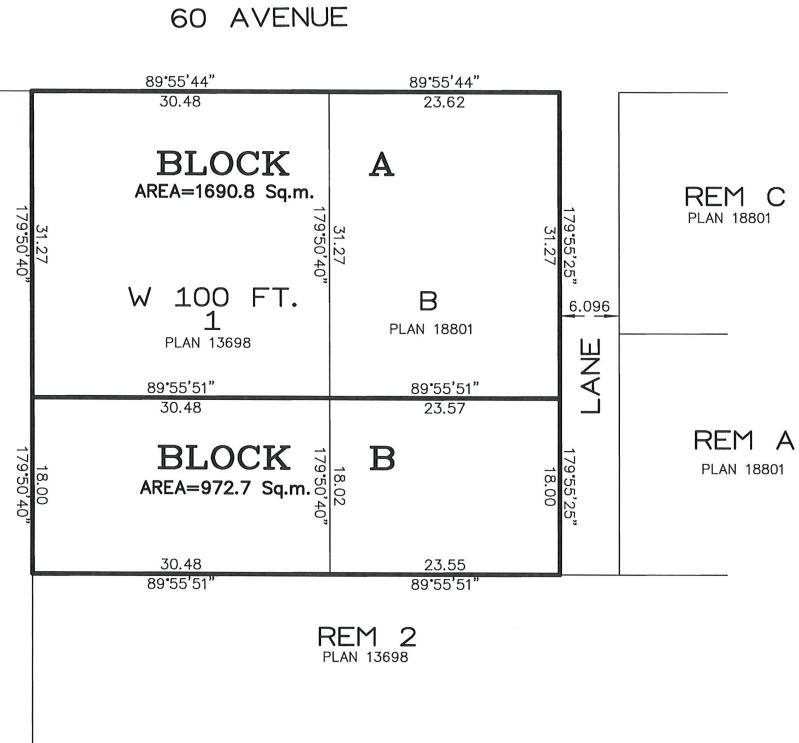 60 AVENUE
89°55'44"
89°55'44"
30.48
23.62
BLOCK A
AREA=1690.8 Sq.m.
REM C
PLAN 18801
179°50'40"
31.27
179°50'40"
31.27
31.27
179°55'25"
W 100 FT.
1
PLAN 13698
B
PLAN 18801
6.096
LANE
89°55'51"
89°55'51"
30.48
23.57
BLOCK B
AREA=972.7 Sq.m.
REM A
PLAN 18801
179°50'40"
18.00
179°50'40"
18.02
18.00
179°55'25"
30.48
23.55
89°55'51"
89°55'51"
REM 2
PLAN 13698